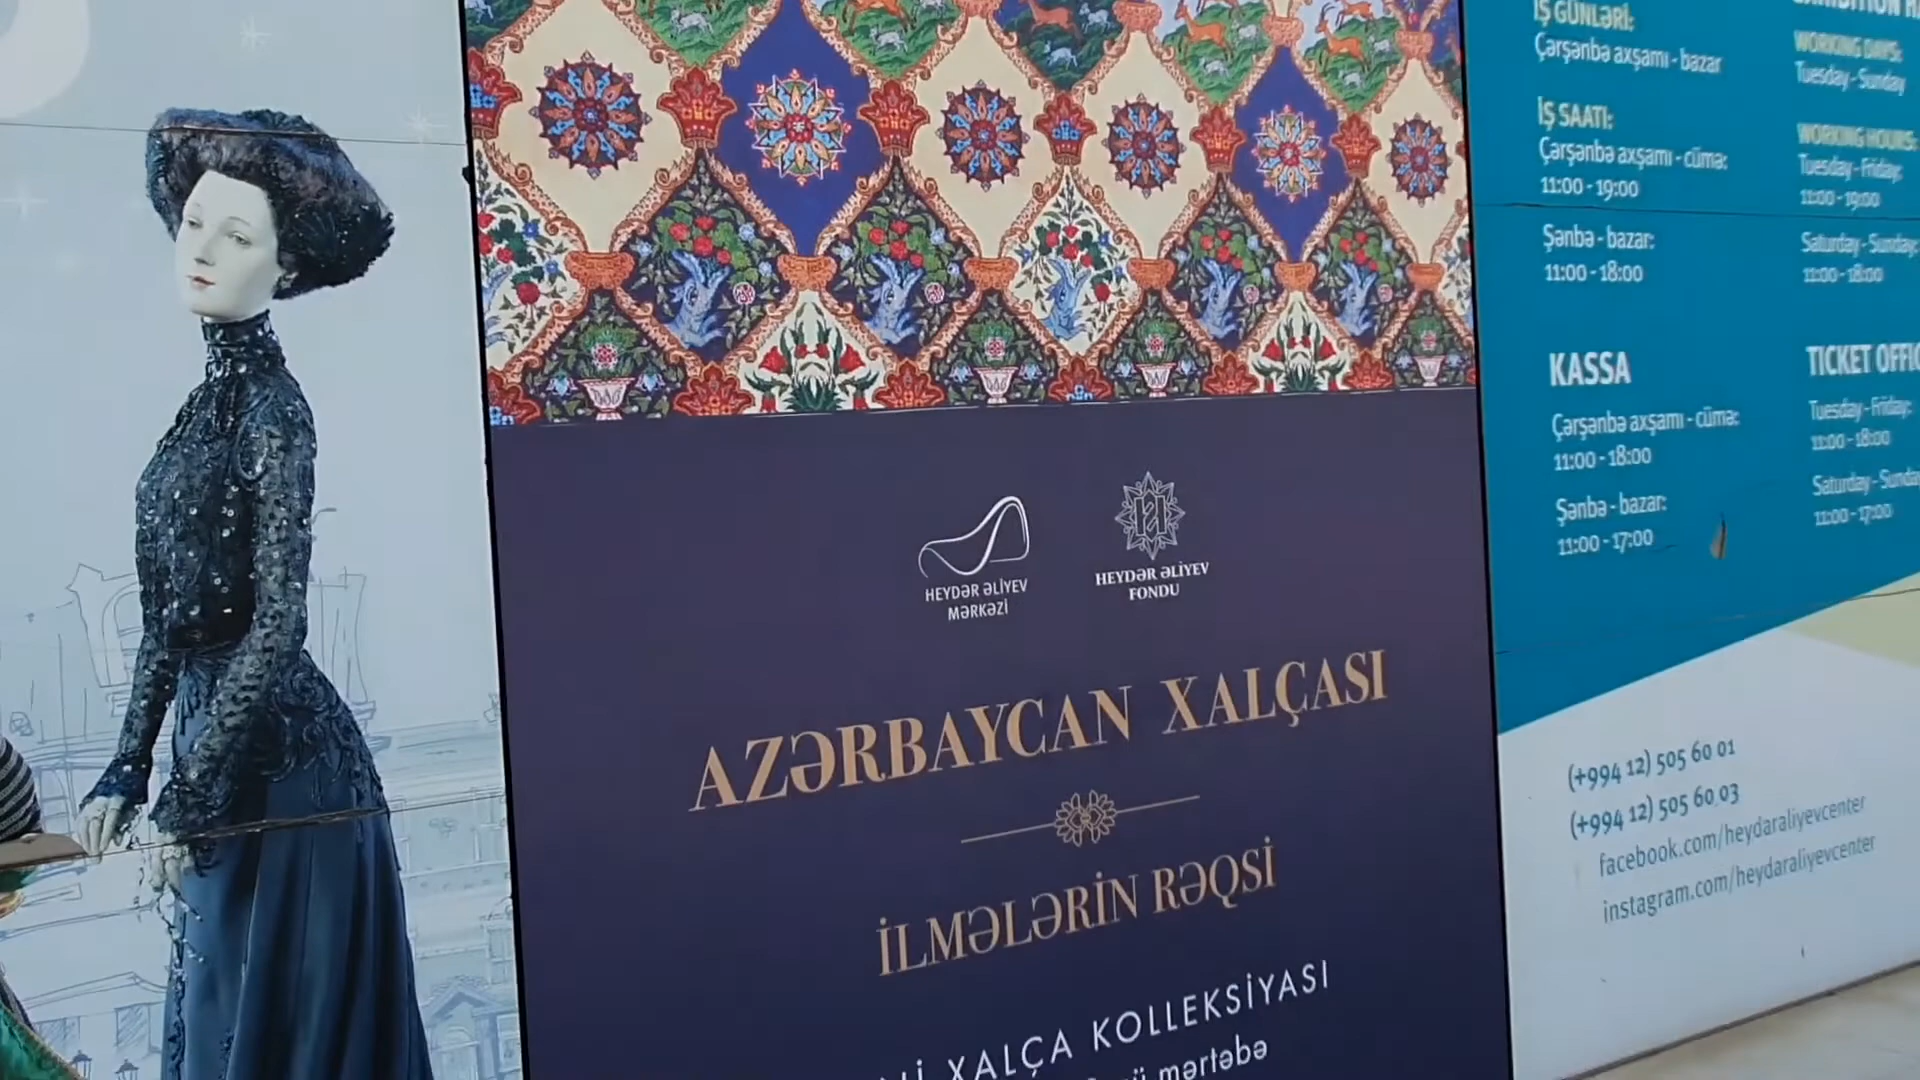 HEYDƏR ƏLİYEV
MƏRKƏZİ
HEYDƏR ƏLİYEV
FONDU
AZƏRBAYCAN XALÇASI
İLMƏLƏRİN RƏQSİ
XALÇA KOLLEKSİYASI
mərtəbə
İŞ GÜNLƏRİ:
Çərşənbə axşamı - bazar
İŞ SAATI:
Çərşənbə axşamı - cümə:
11:00 - 19:00
Şənbə - bazar:
11:00 - 18:00
KASSA
Çərşənbə axşamı - cümə:
11:00 - 18:00
Şənbə - bazar:
11:00 - 17:00
WORKING DAYS:
Tuesday - Sunday
WORKING HOURS:
Tuesday - Friday:
11:00 - 19:00
Saturday - Sunday:
11:00 - 18:00
TICKET OFFIC
Tuesday - Friday:
11:00 - 18:00
Saturday - Sunda
11:00 - 17:00
(+994 12) 505 60 01
(+994 12) 505 60 03
facebook.com/heydaraliyevcenter
instagram.com/heydaraliyevcenter